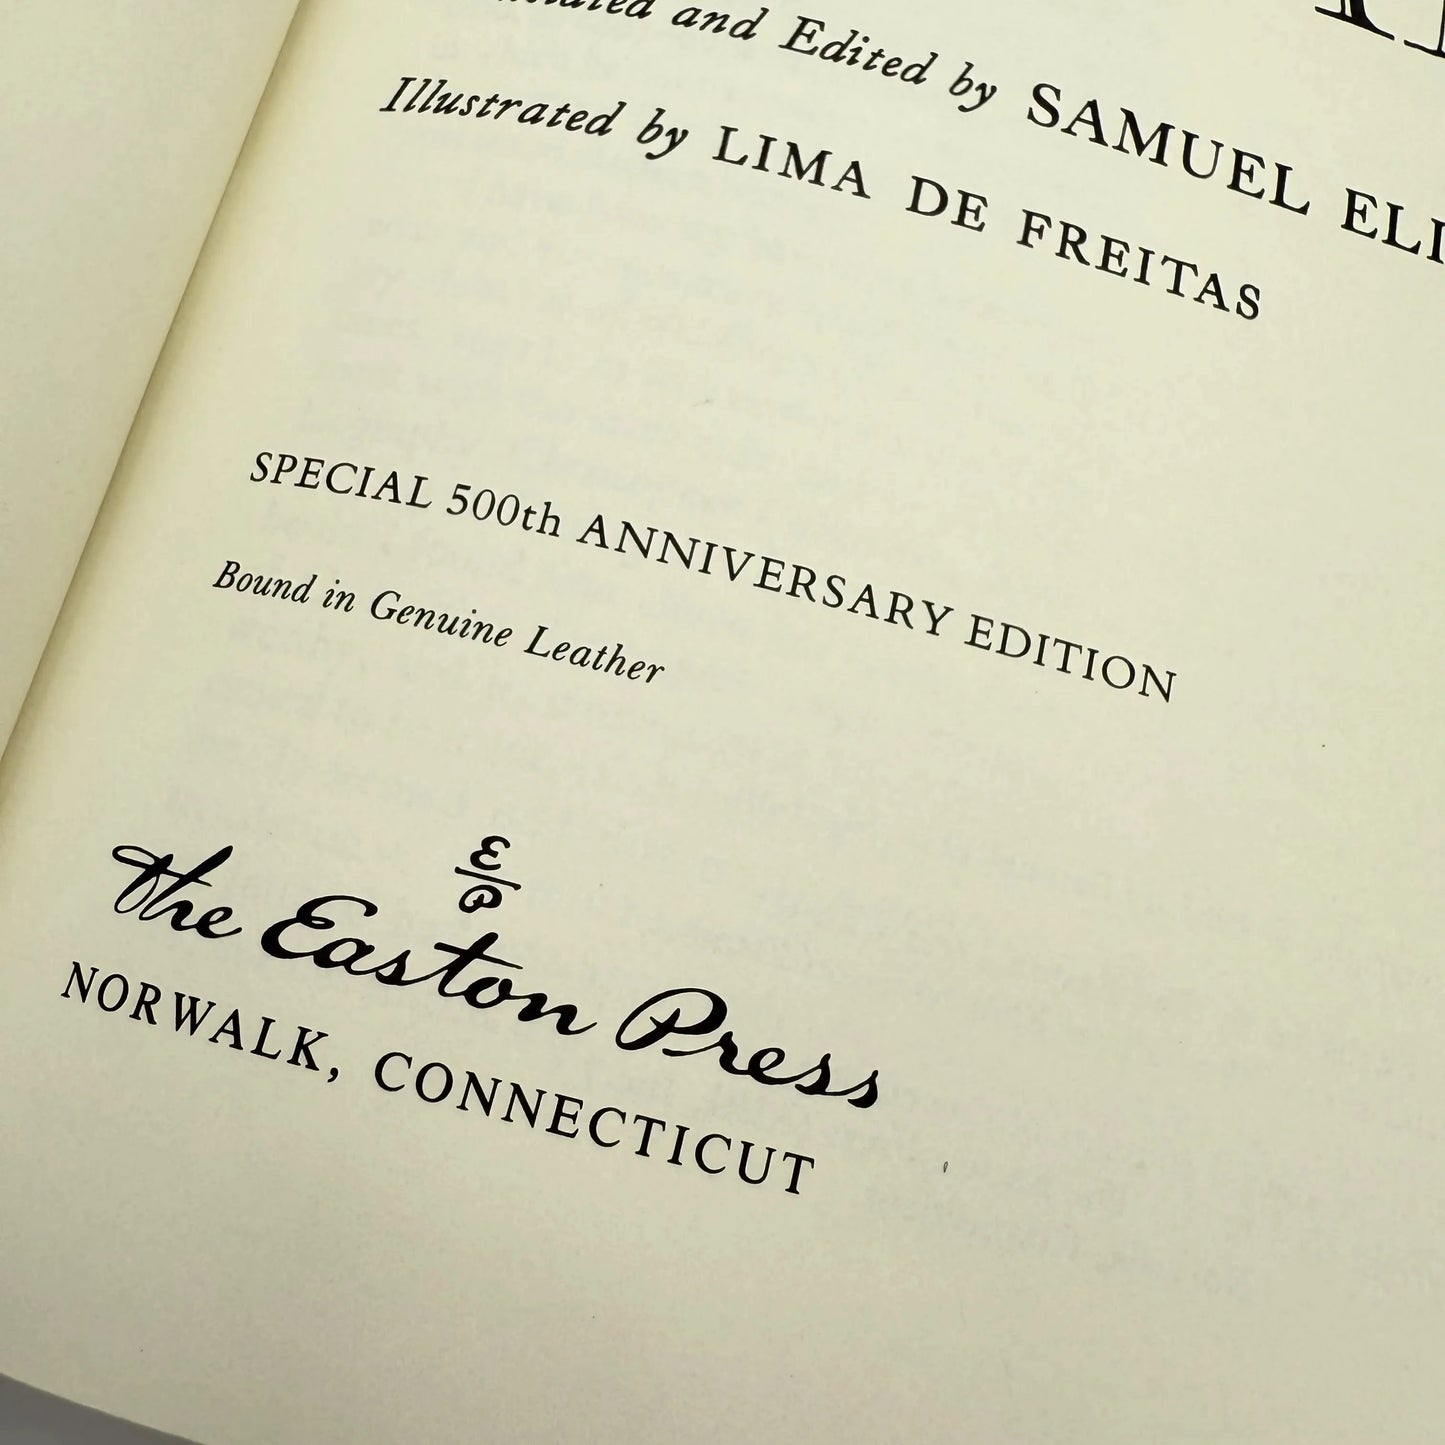 and Edited by SAMUEL
Illustrated by LIMA DE FREITAS
SPECIAL 500th ANNIVERSARY EDITION
Bound in Genuine Leather
E
P
The Easton Press
NORWALK, CONNECTICUT